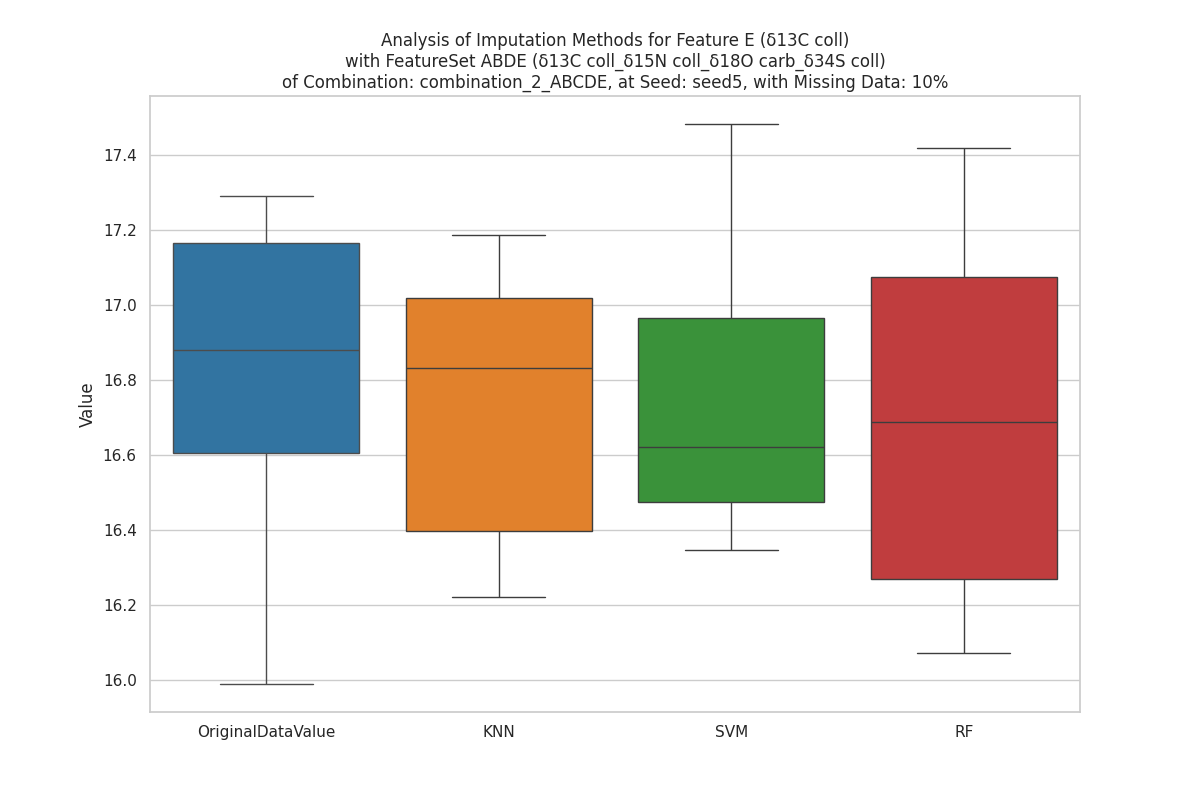 Analysis of Imputation Methods for Feature E (δ13C coll)
with FeatureSet ABDE (δ13C coll_δ15N coll_δ18O carb_δ34S coll)
of Combination: combination_2_ABCDE, at Seed: seed5, with Missing Data: 10%
17.4
17.2
17.0
16.8
16.6
16.4
16.2
16.0
Value
OriginalDataValue
KNN
SVM
RF